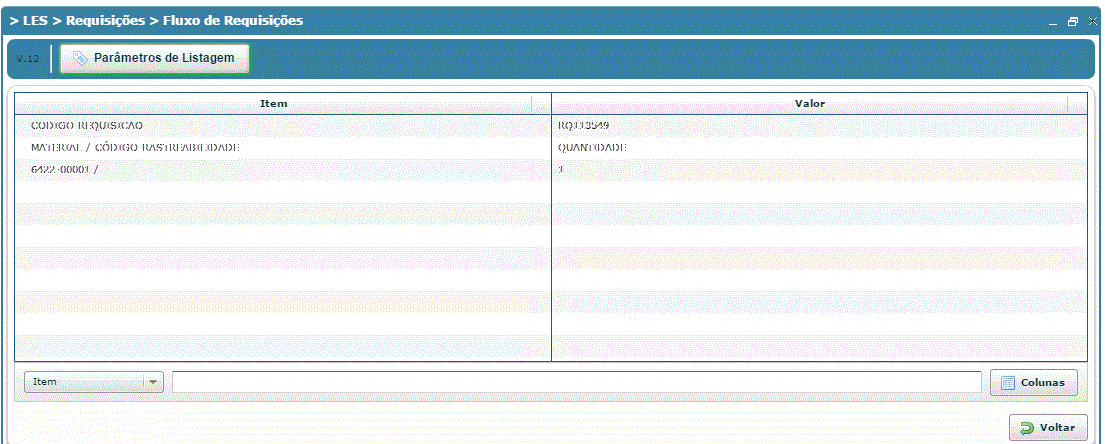 > LES > Requisições > Fluxo de Requisições
V.12 Parâmetros de Listagem
Item Valor
CODIGO REQUISICAO RQ113549
MATERIAL / CÓDIGO RASTREABILIDADE QUANTIDADE
6422-00001 / 1
Item Colunas
Voltar